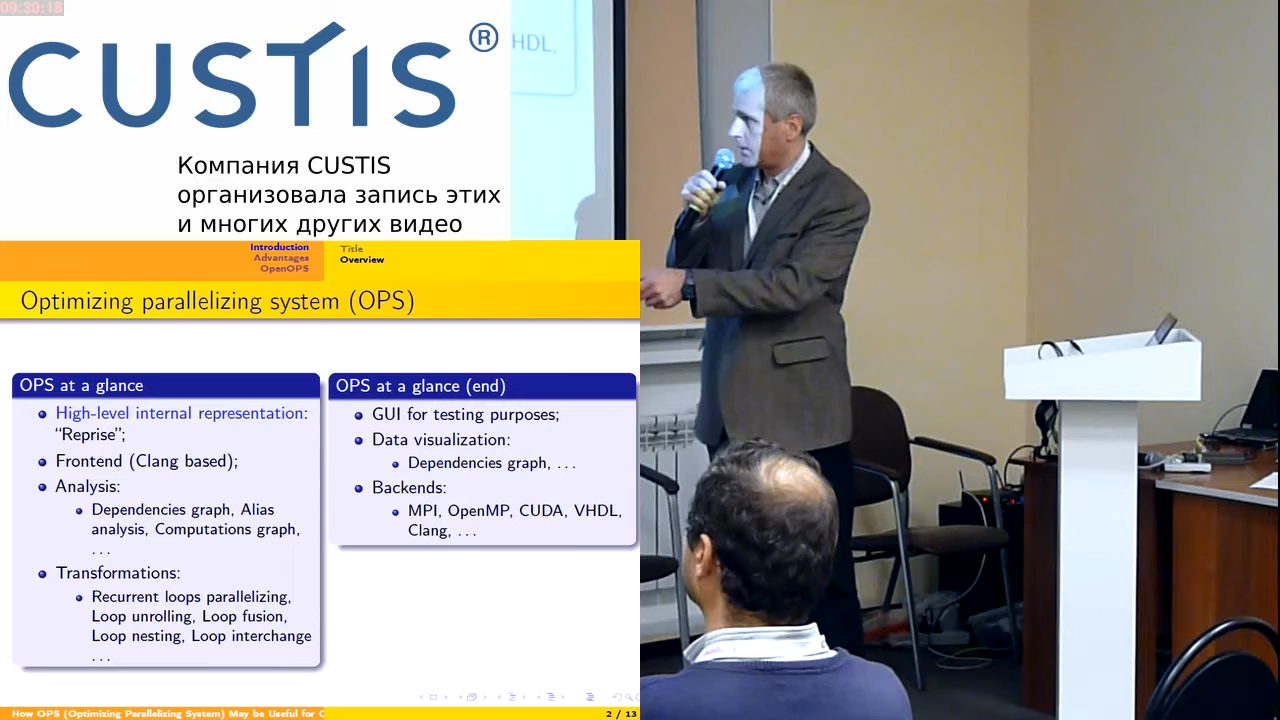 09:30:18
CUSTIS®
HDL,
Компания CUSTIS
организовала запись этих
и многих других видео
Introduction
Advantages
OpenOPS
Title
Overview
Optimizing parallelizing system (OPS)
OPS at a glance
High-level internal representation:
“Reprise”;
Frontend (Clang based);
Analysis:
Dependencies graph, Alias
analysis, Computations graph,
...
Transformations:
Recurrent loops parallelizing,
Loop unrolling, Loop fusion,
Loop nesting, Loop interchange
...
OPS at a glance (end)
GUI for testing purposes;
Data visualization:
Dependencies graph, ...
Backends:
MPI, OpenMP, CUDA, VHDL,
Clang, ...
How OPS (Optimizing Parallelizing System) May be Useful for C
2 / 13